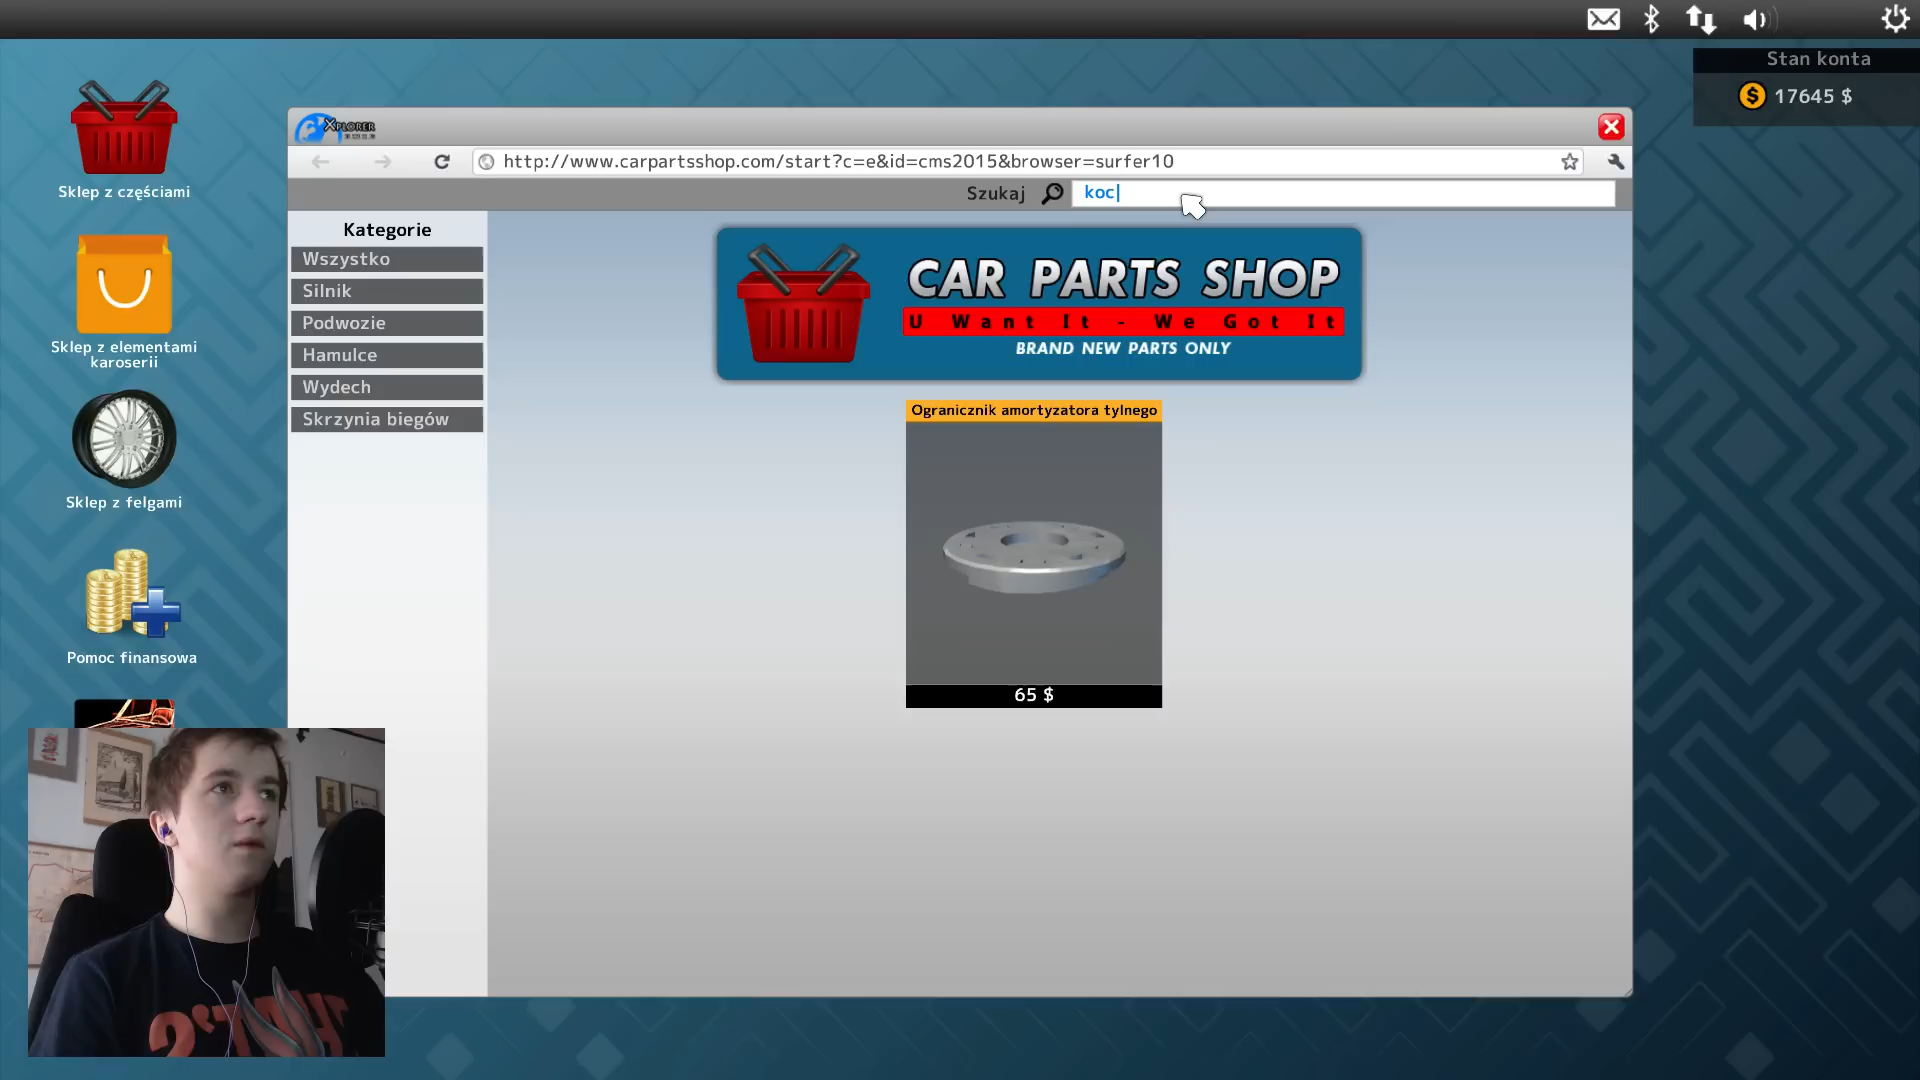 Stan konta
17645 $
Sklep z częściami
Sklep z elementami
karoserii
Sklep z felgami
Pomoc finansowa
XPLORER
http://www.carpartsshop.com/start?c=e&id=cms2015&browser=surfer10
Szukaj
koc
Kategorie
Wszystko
Silnik
Podwozie
Hamulce
Wydech
Skrzynia biegów
CAR PARTS SHOP
U Want It - We Got It
BRAND NEW PARTS ONLY
Ogranicznik amortyzatora tylnego
65 $